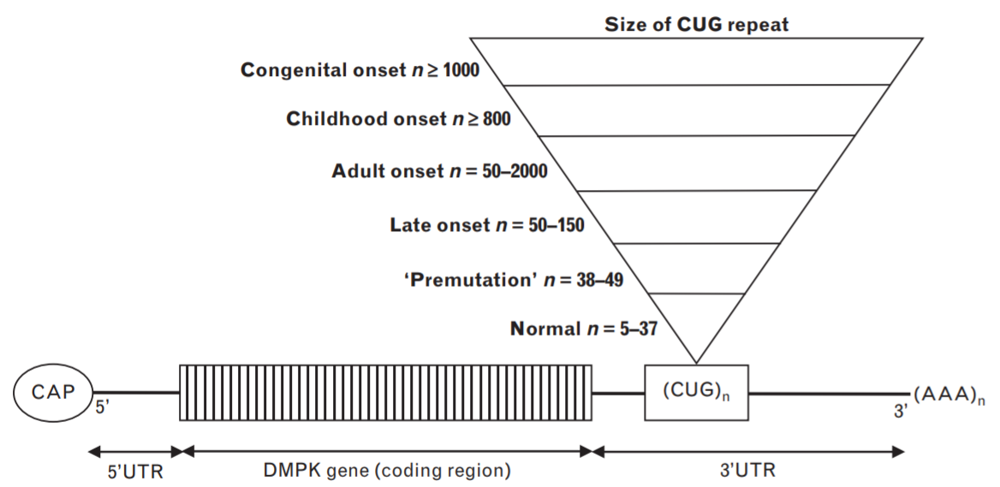 Size of CUG repeat
Congenital onset n ≥ 1000
Childhood onset n ≥ 800
Adult onset n = 50–2000
Late onset n = 50–150
‘Premutation’ n = 38–49
Normal n = 5–37
CAP
5'
(CUG)n
3'
(AAA)n
5'UTR
DMPK gene (coding region)
3'UTR